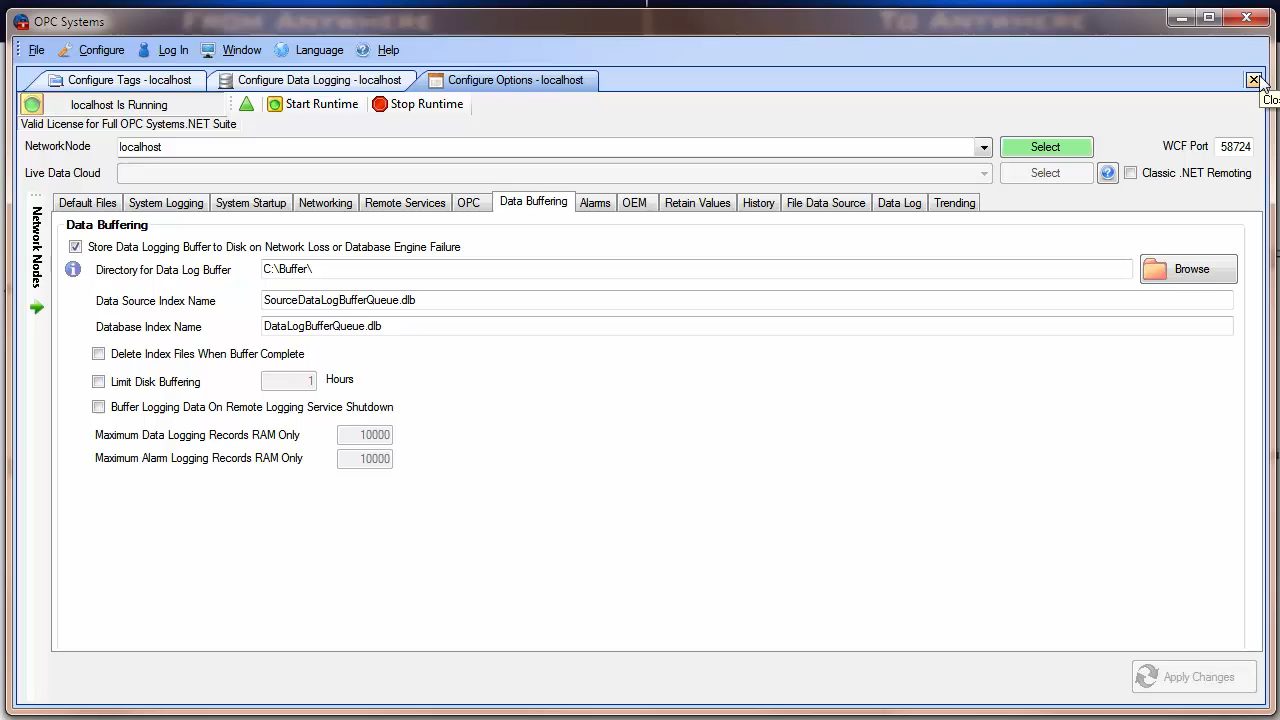 FROM ANYWHERE TO ANYWHERE
OPC Systems
File Configure Log In Window Language Help
Configure Tags - localhost Configure Data Logging - localhost Configure Options - localhost
localhost Is Running Start Runtime Stop Runtime
Valid License for Full OPC Systems.NET Suite
NetworkNode localhost Select WCF Port 58724
Live Data Cloud Select Classic .NET Remoting
Default Files System Logging System Startup Networking Remote Services OPC Data Buffering Alarms OEM Retain Values History File Data Source Data Log Trending
Network Nodes
Data Buffering
Store Data Logging Buffer to Disk on Network Loss or Database Engine Failure
Directory for Data Log Buffer C:\Buffer\ Browse
Data Source Index Name SourceDataLogBufferQueue.dlb
Database Index Name DataLogBufferQueue.dlb
Delete Index Files When Buffer Complete
Limit Disk Buffering 1 Hours
Buffer Logging Data On Remote Logging Service Shutdown
Maximum Data Logging Records RAM Only 10000
Maximum Alarm Logging Records RAM Only 10000
Apply Changes